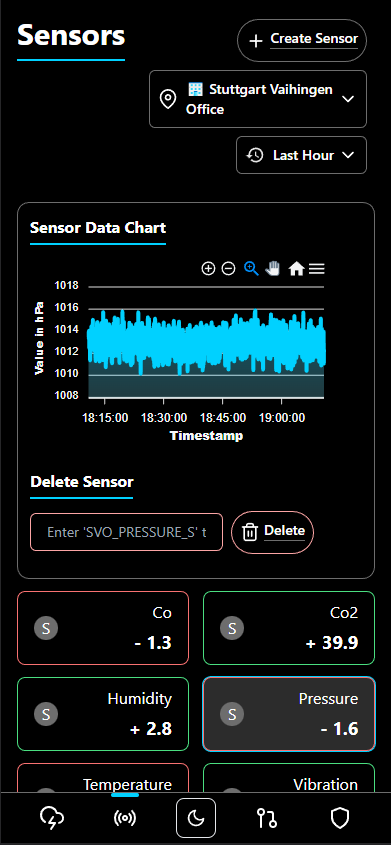 Sensors
Create Sensor
🏢 Stuttgart Vaihingen
Office
Last Hour
Sensor Data Chart
1018
1016
1014
1012
1010
1008
Value in hPa
18:15:00 18:30:00 18:45:00 19:00:00
Timestamp
Delete Sensor
Enter 'SVO_PRESSURE_S' t
Delete
S
Co
- 1.3
S
Co2
+ 39.9
S
Humidity
+ 2.8
S
Pressure
- 1.6
Temperature
Vibration